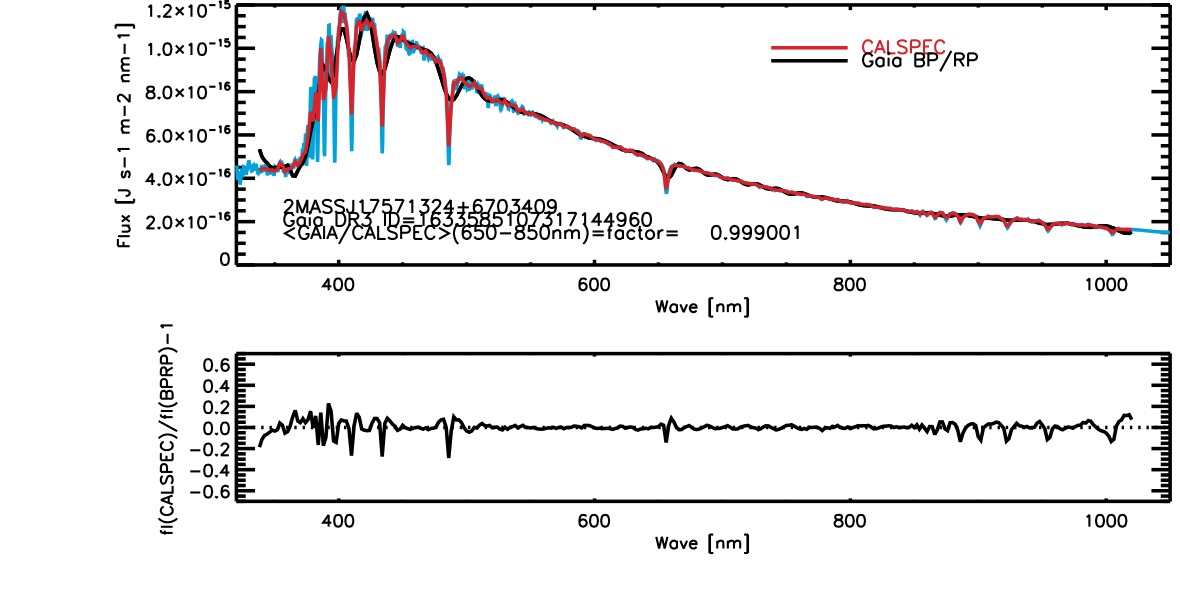 1.2×10−15
1.0×10−15
8.0×10−16
6.0×10−16
4.0×10−16
2.0×10−16
0
Flux [J s−1 m−2 nm−1]
CALSPEC
Gaia BP/RP
2MASSJ17571324+6703409
Gaia DR3 ID=1633585107317144960
<GAIA/CALSPEC>(650−850nm)=factor= 0.999001
400 600 800 1000
Wave [nm]
fl(CALSPEC)/fl(BPRP)−1
0.6
0.4
0.2
0.0
−0.2
−0.4
−0.6
400 600 800 1000
Wave [nm]